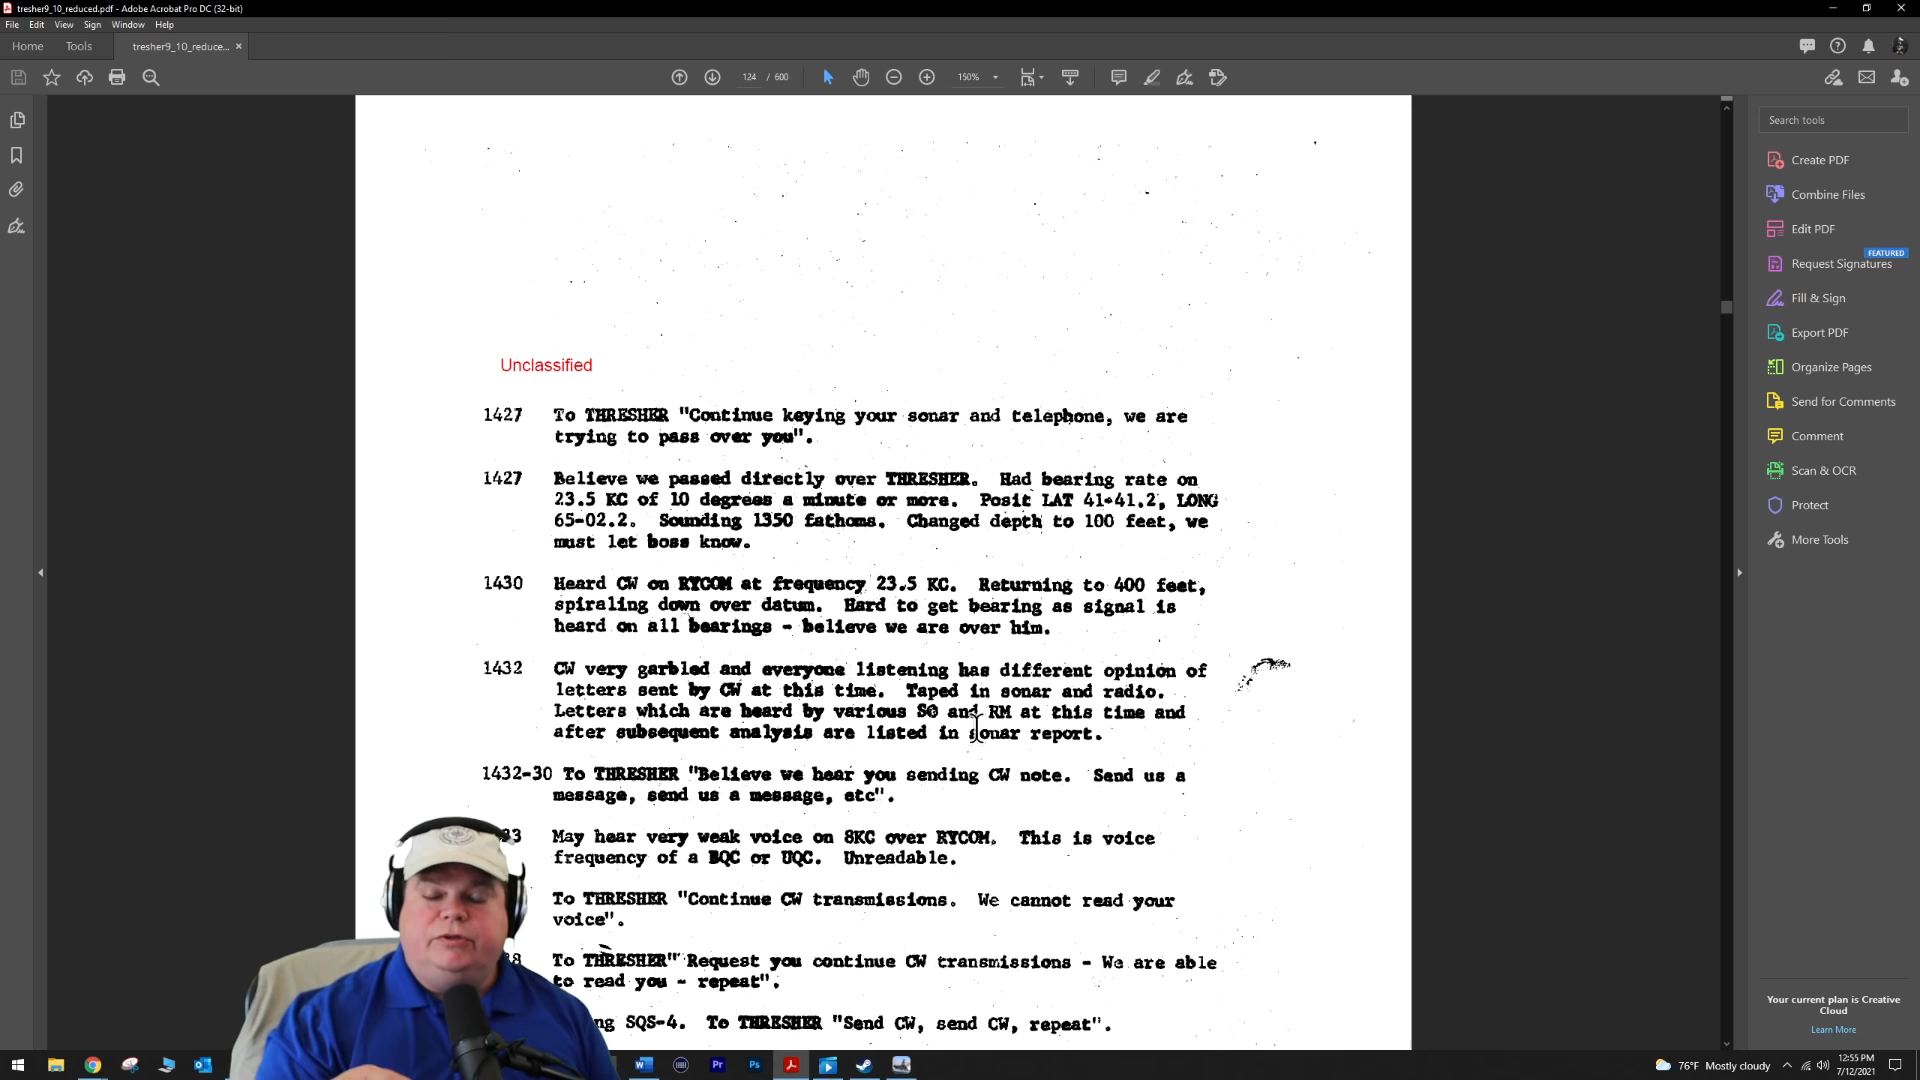 tresher9_10_reduced.pdf - Adobe Acrobat Pro DC (32-bit)
File Edit View Sign Window Help
Home Tools tresher9_10_reduce... ×
124 / 600 150%
Search tools
Create PDF
Combine Files
Edit PDF
FEATURED
Request Signatures
Fill & Sign
Export PDF
Organize Pages
Send for Comments
Comment
Scan & OCR
Protect
More Tools
Your current plan is Creative
Cloud
Learn More
Unclassified
1427 To THRESHER "Continue keying your sonar and telephone, we are
trying to pass over you".
1427 Believe we passed directly over THRESHER. Had bearing rate on
23.5 KC of 10 degrees a minute or more. Posit LAT 41-41.2, LONG
65-02.2. Sounding 1350 fathoms. Changed depth to 100 feet, we
must let boss know.
1430 Heard CW on RYCOM at frequency 23.5 KC. Returning to 400 feet,
spiraling down over datum. Hard to get bearing as signal is
heard on all bearings - believe we are over him.
1432 CW very garbled and everyone listening has different opinion of
letters sent by CW at this time. Taped in sonar and radio.
Letters which are heard by various SO and RM at this time and
after subsequent analysis are listed in sonar report.
1432-30 To THRESHER "Believe we hear you sending CW note. Send us a
message, send us a message, etc".
33 May hear very weak voice on 8KC over RYCOM. This is voice
frequency of a BQC or UQC. Unreadable.
To THRESHER "Continue CW transmissions. We cannot read your
voice".
8 To THRESHER" Request you continue CW transmissions - We are able
to read you - repeat".
ng SQS-4. To THRESHER "Send CW, send CW, repeat".
76°F Mostly cloudy
12:55 PM
7/12/2021